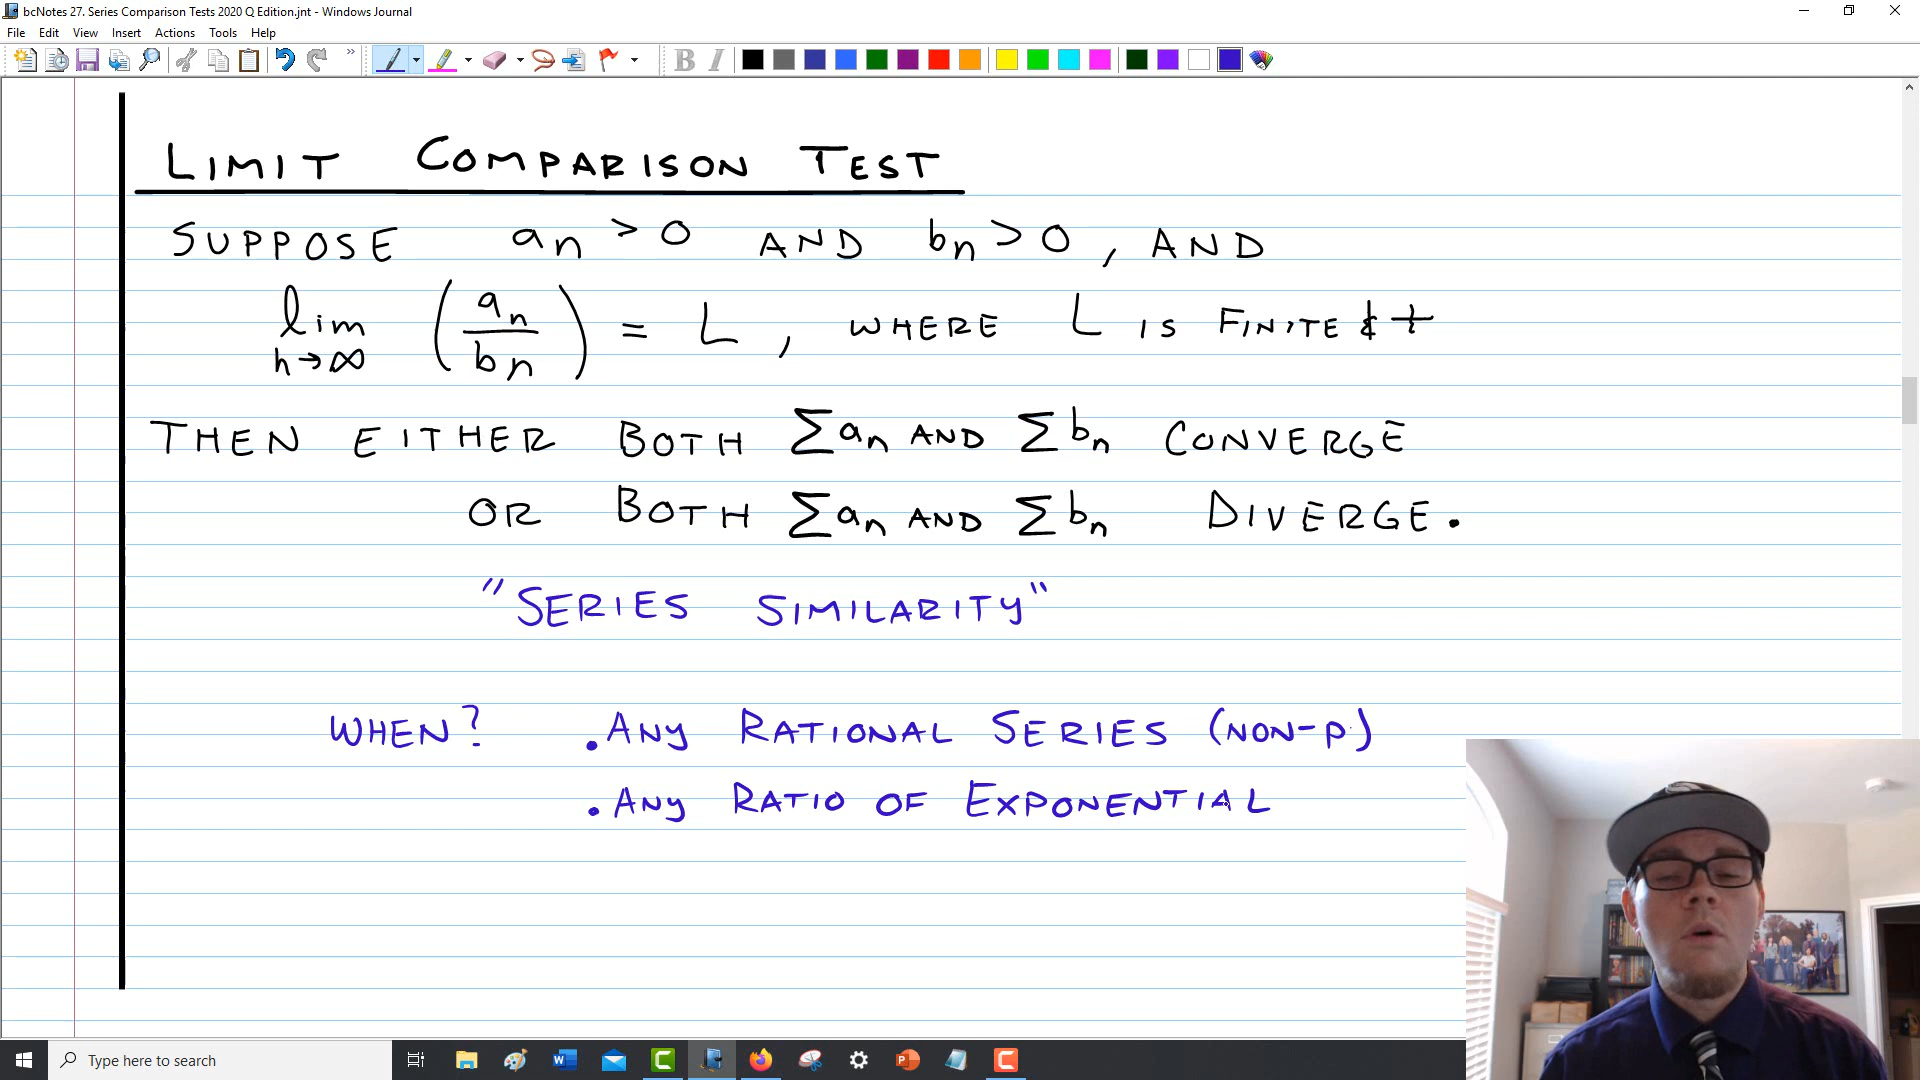 bcNotes 27. Series Comparison Tests 2020 Q Edition.jnt - Windows Journal
File Edit View Insert Actions Tools Help
LIMIT COMPARISON TEST
SUPPOSE aₙ > 0 AND bₙ > 0, AND
lim n→∞ (aₙ/bₙ) = L, WHERE L IS FINITE & +
THEN EITHER BOTH Σaₙ AND Σbₙ CONVERGE
OR BOTH Σaₙ AND Σbₙ DIVERGE.
"SERIES SIMILARITY"
WHEN? • ANY RATIONAL SERIES (NON-P)
• ANY RATIO OF EXPONENTIAL
Type here to search